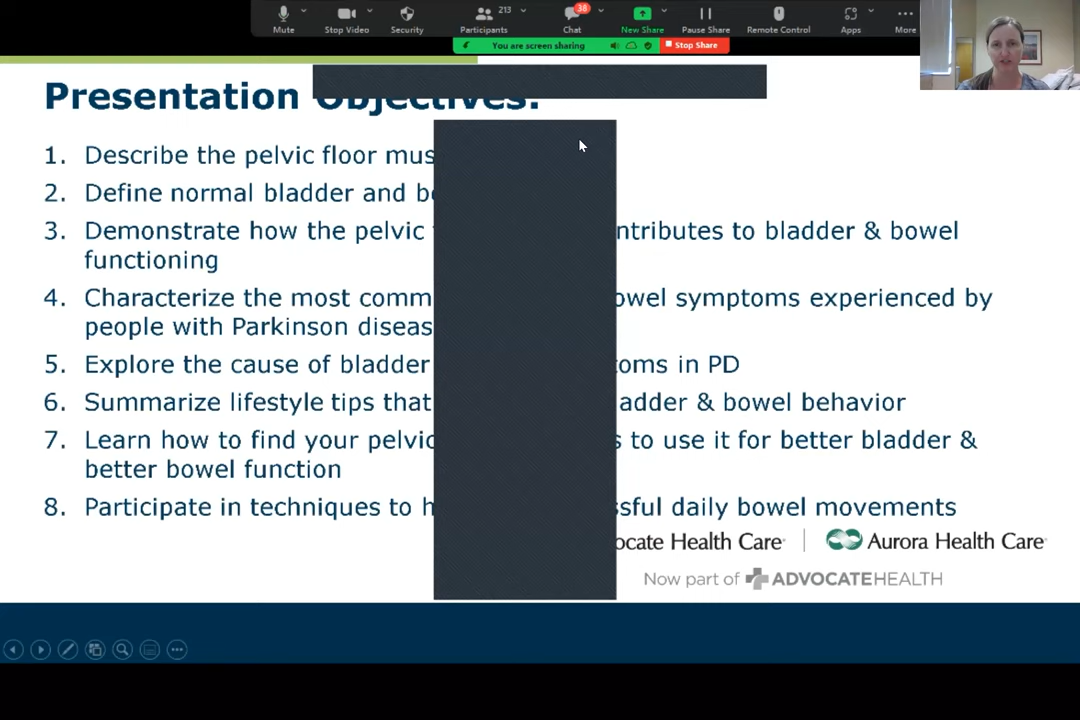 213
38
Mute
Stop Video
Security
Participants
Chat
New Share
Pause Share
Remote Control
Apps
More
You are screen sharing
Stop Share
Presentation Objectives:
1. Describe the pelvic floor mus
2. Define normal bladder and b
3. Demonstrate how the pelvic ntributes to bladder & bowel
functioning
4. Characterize the most comm owel symptoms experienced by
people with Parkinson diseas
5. Explore the cause of bladder toms in PD
6. Summarize lifestyle tips that adder & bowel behavior
7. Learn how to find your pelvic s to use it for better bladder &
better bowel function
8. Participate in techniques to h ssful daily bowel movements
ocate Health Care
Aurora Health Care
Now part of ADVOCATEHEALTH